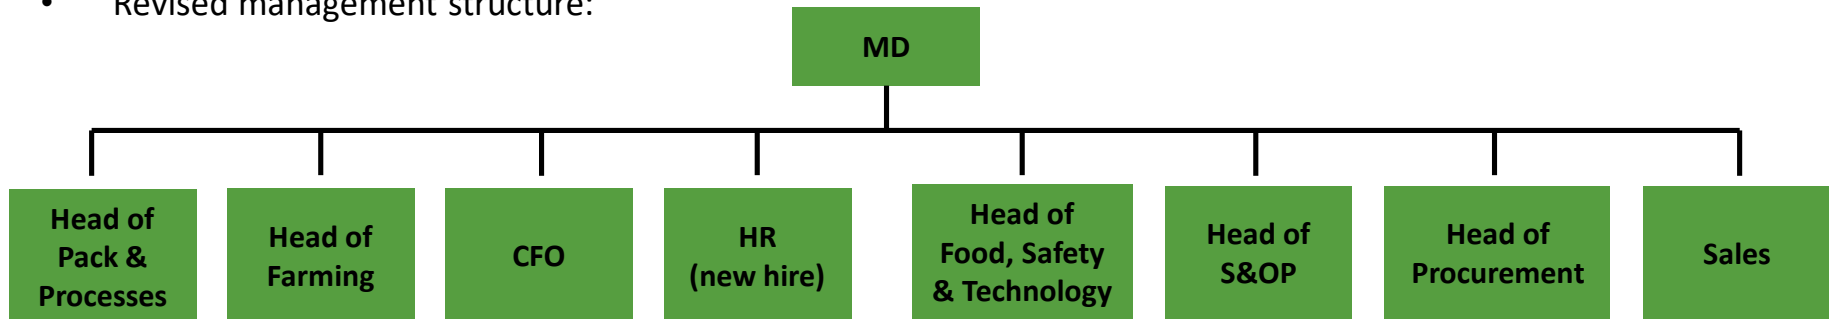 • Revised management structure:
MD
Head of
Pack &
Processes
Head of
Farming
CFO
HR
(new hire)
Head of
Food, Safety
& Technology
Head of
S&OP
Head of
Procurement
Sales